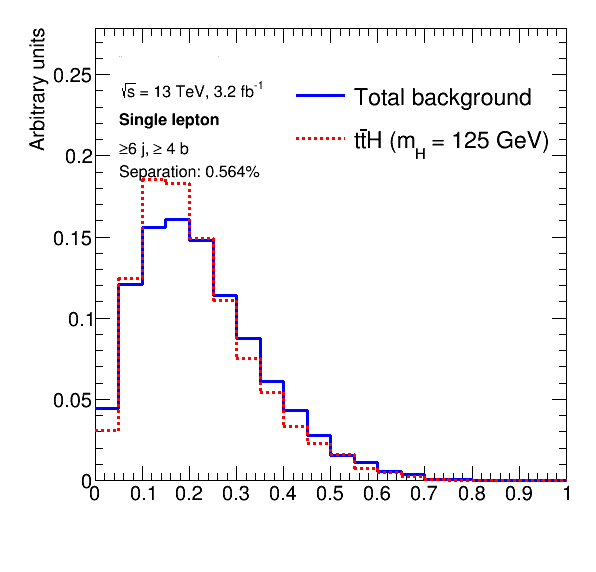 Arbitrary units
0.25
0.2
0.15
0.1
0.05
0
√s = 13 TeV, 3.2 fb⁻¹
Single lepton
≥6 j, ≥ 4 b
Separation: 0.564%
Total background
tt̄H (m_H = 125 GeV)
0 0.1 0.2 0.3 0.4 0.5 0.6 0.7 0.8 0.9 1